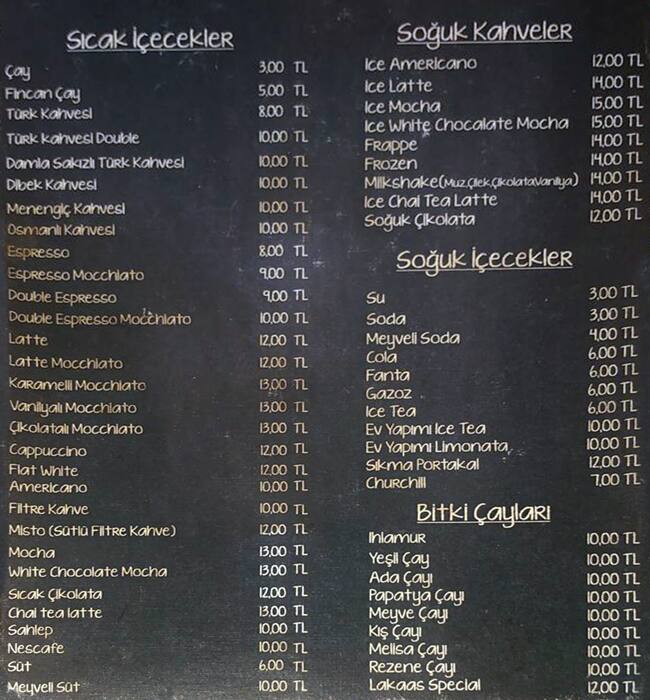 Sıcak İçecekler
Çay 3,00 TL
Fincan Çay 5,00 TL
Türk Kahvesi 8,00 TL
Türk Kahvesi Double 10,00 TL
Damla Sakızlı Türk Kahvesi 10,00 TL
Dibek Kahvesi 10,00 TL
Menengiç Kahvesi 10,00 TL
Osmanlı Kahvesi 10,00 TL
Espresso 8,00 TL
Espresso Mocchiato 9,00 TL
Double Espresso 9,00 TL
Double Espresso Mocchiato 10,00 TL
Latte 12,00 TL
Latte Mocchiato 12,00 TL
Karamelli Mocchiato 13,00 TL
Vanilyalı Mocchiato 13,00 TL
Çikolatalı Mocchiato 13,00 TL
Cappuccino 12,00 TL
Flat White 12,00 TL
Americano 10,00 TL
Filtre Kahve 10,00 TL
Misto (Sütlü Filtre Kahve) 12,00 TL
Mocha 13,00 TL
White Chocolate Mocha 13,00 TL
Sıcak Çikolata 12,00 TL
Chai tea latte 13,00 TL
Sahlep 10,00 TL
Nescafe 10,00 TL
Süt 6,00 TL
Meyveli Süt 10,00 TL
Soğuk Kahveler
Ice Americano 12,00 TL
Ice Latte 14,00 TL
Ice Mocha 15,00 TL
Ice White Chocalate Mocha 15,00 TL
Frappe 14,00 TL
Frozen 14,00 TL
Milkshake(Muz,Çilek,Çikolata,Vanilya) 14,00 TL
Ice Chai Tea Latte 14,00 TL
Soğuk Çikolata 12,00 TL
Soğuk İçecekler
Su 3,00 TL
Soda 3,00 TL
Meyveli Soda 4,00 TL
Cola 6,00 TL
Fanta 6,00 TL
Gazoz 6,00 TL
Ice Tea 6,00 TL
Ev Yapımı Ice Tea 10,00 TL
Ev Yapımı Limonata 10,00 TL
Sıkma Portakal 12,00 TL
Churchill 7,00 TL
Bitki Çayları
Ihlamur 10,00 TL
Yeşil Çay 10,00 TL
Ada Çayı 10,00 TL
Papatya Çayı 10,00 TL
Meyve Çayı 10,00 TL
Kış Çayı 10,00 TL
Melisa Çayı 10,00 TL
Rezene Çayı 10,00 TL
Lakaas Special 12,00 TL